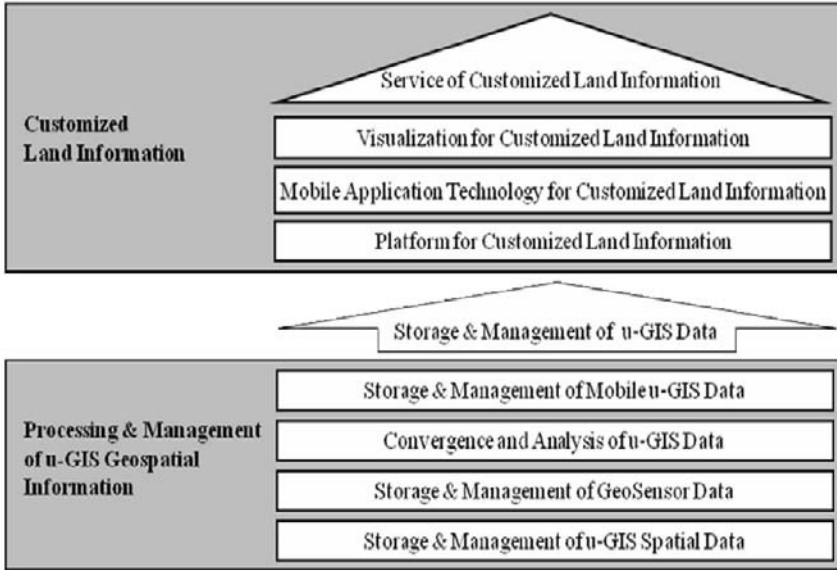 Service of Customized Land Information
Customized
Land Information
Visualization for Customized Land Information
Mobile Application Technology for Customized Land Information
Platform for Customized Land Information
Storage & Management of u-GIS Data
Processing & Management
of u-GIS Geospatial
Information
Storage & Management of Mobile u-GIS Data
Convergence and Analysis of u-GIS Data
Storage & Management of GeoSensor Data
Storage & Management of u-GIS Spatial Data